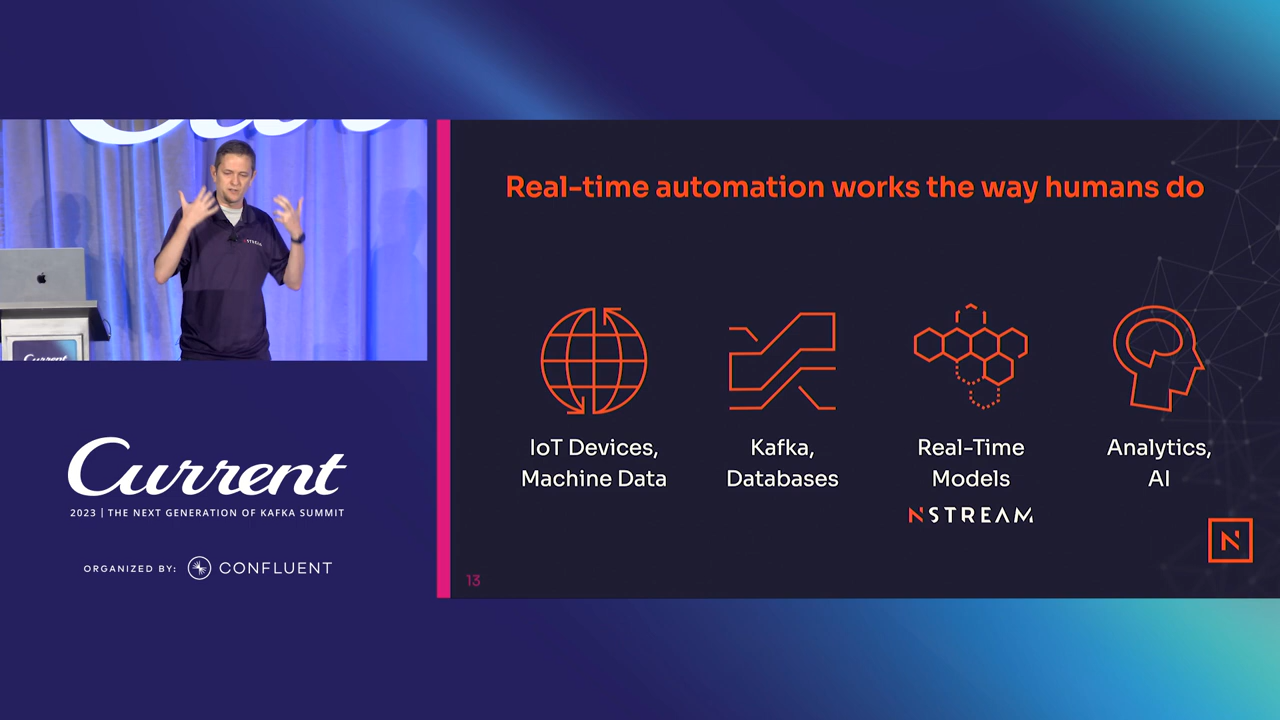 Real-time automation works the way humans do
IoT Devices,
Machine Data
Kafka,
Databases
Real-Time
Models
NSTREAM
Analytics,
AI
13
N
Current
Current
2023 | THE NEXT GENERATION OF KAFKA SUMMIT
ORGANIZED BY: CONFLUENT